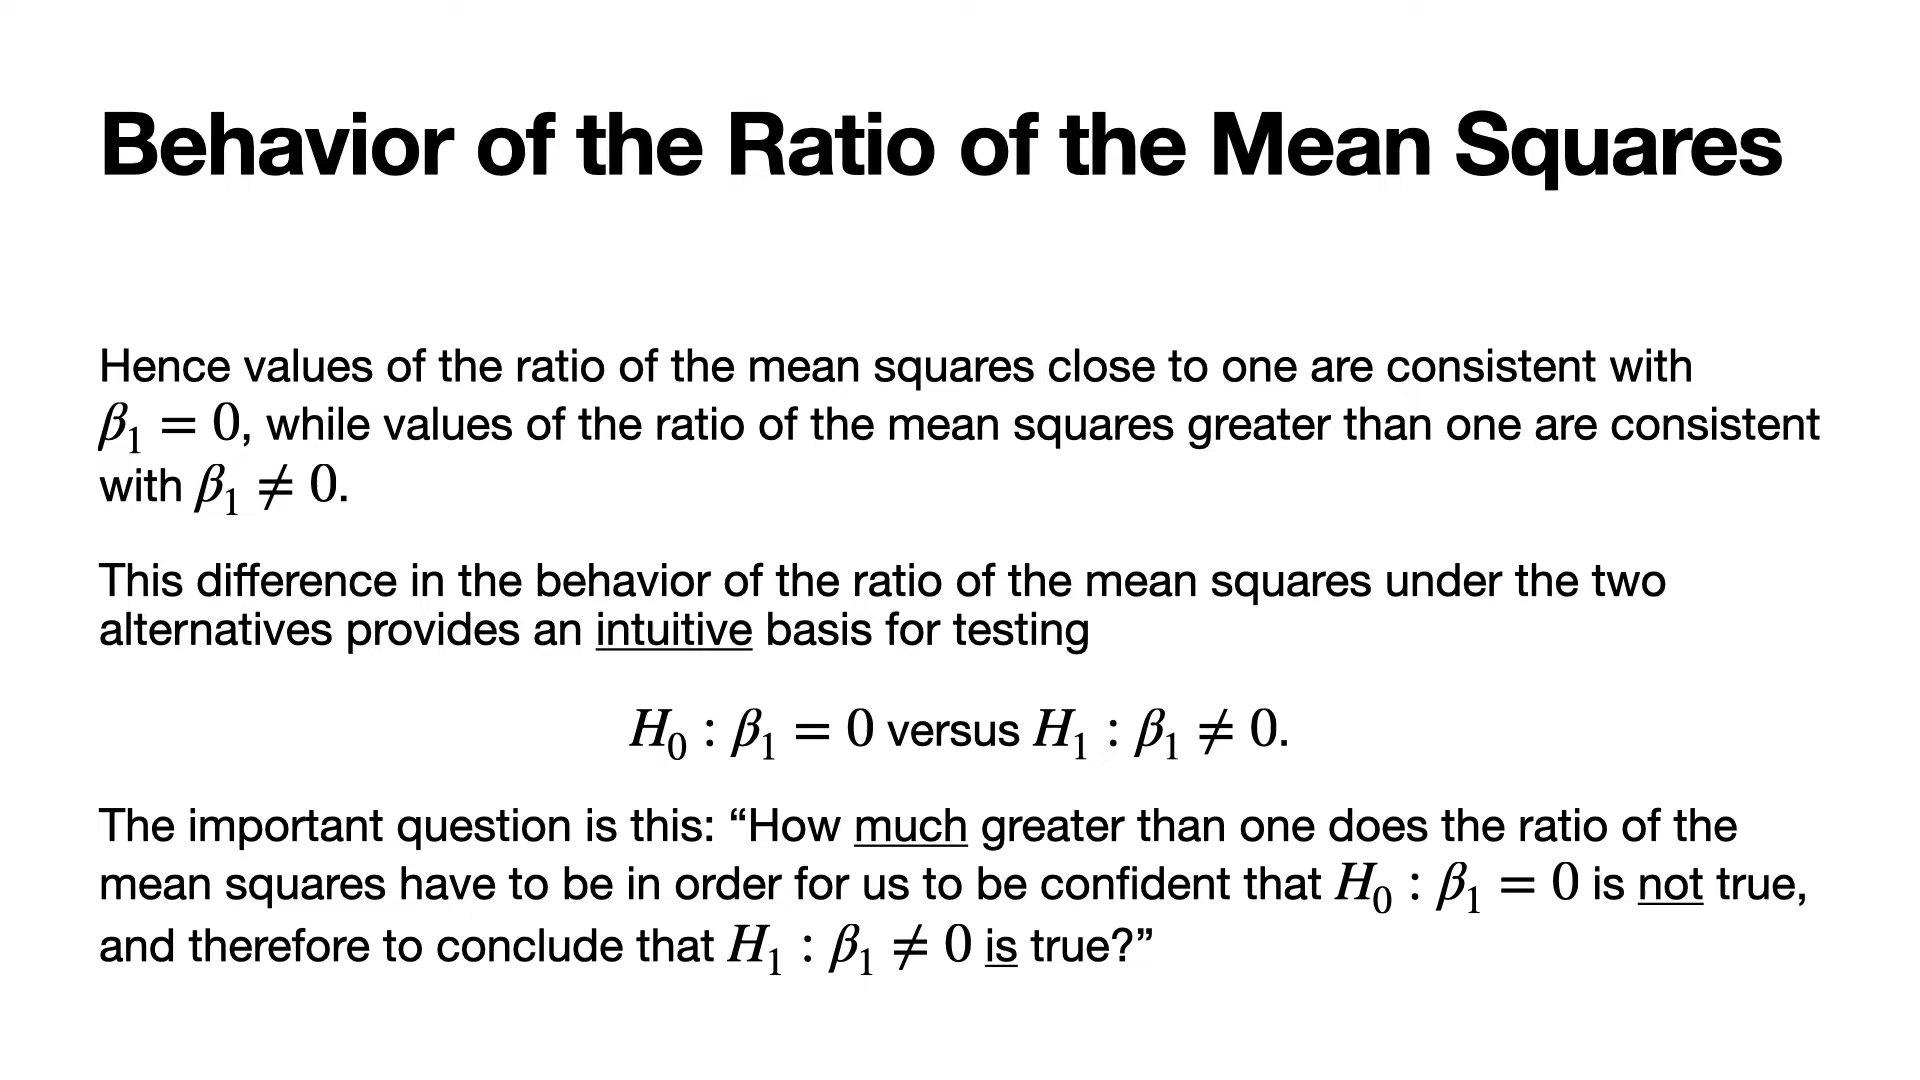 Behavior of the Ratio of the Mean Squares
Hence values of the ratio of the mean squares close to one are consistent with
β₁ = 0, while values of the ratio of the mean squares greater than one are consistent
with β₁ ≠ 0.
This difference in the behavior of the ratio of the mean squares under the two
alternatives provides an intuitive basis for testing
H₀ : β₁ = 0 versus H₁ : β₁ ≠ 0.
The important question is this: “How much greater than one does the ratio of the
mean squares have to be in order for us to be confident that H₀ : β₁ = 0 is not true,
and therefore to conclude that H₁ : β₁ ≠ 0 is true?”